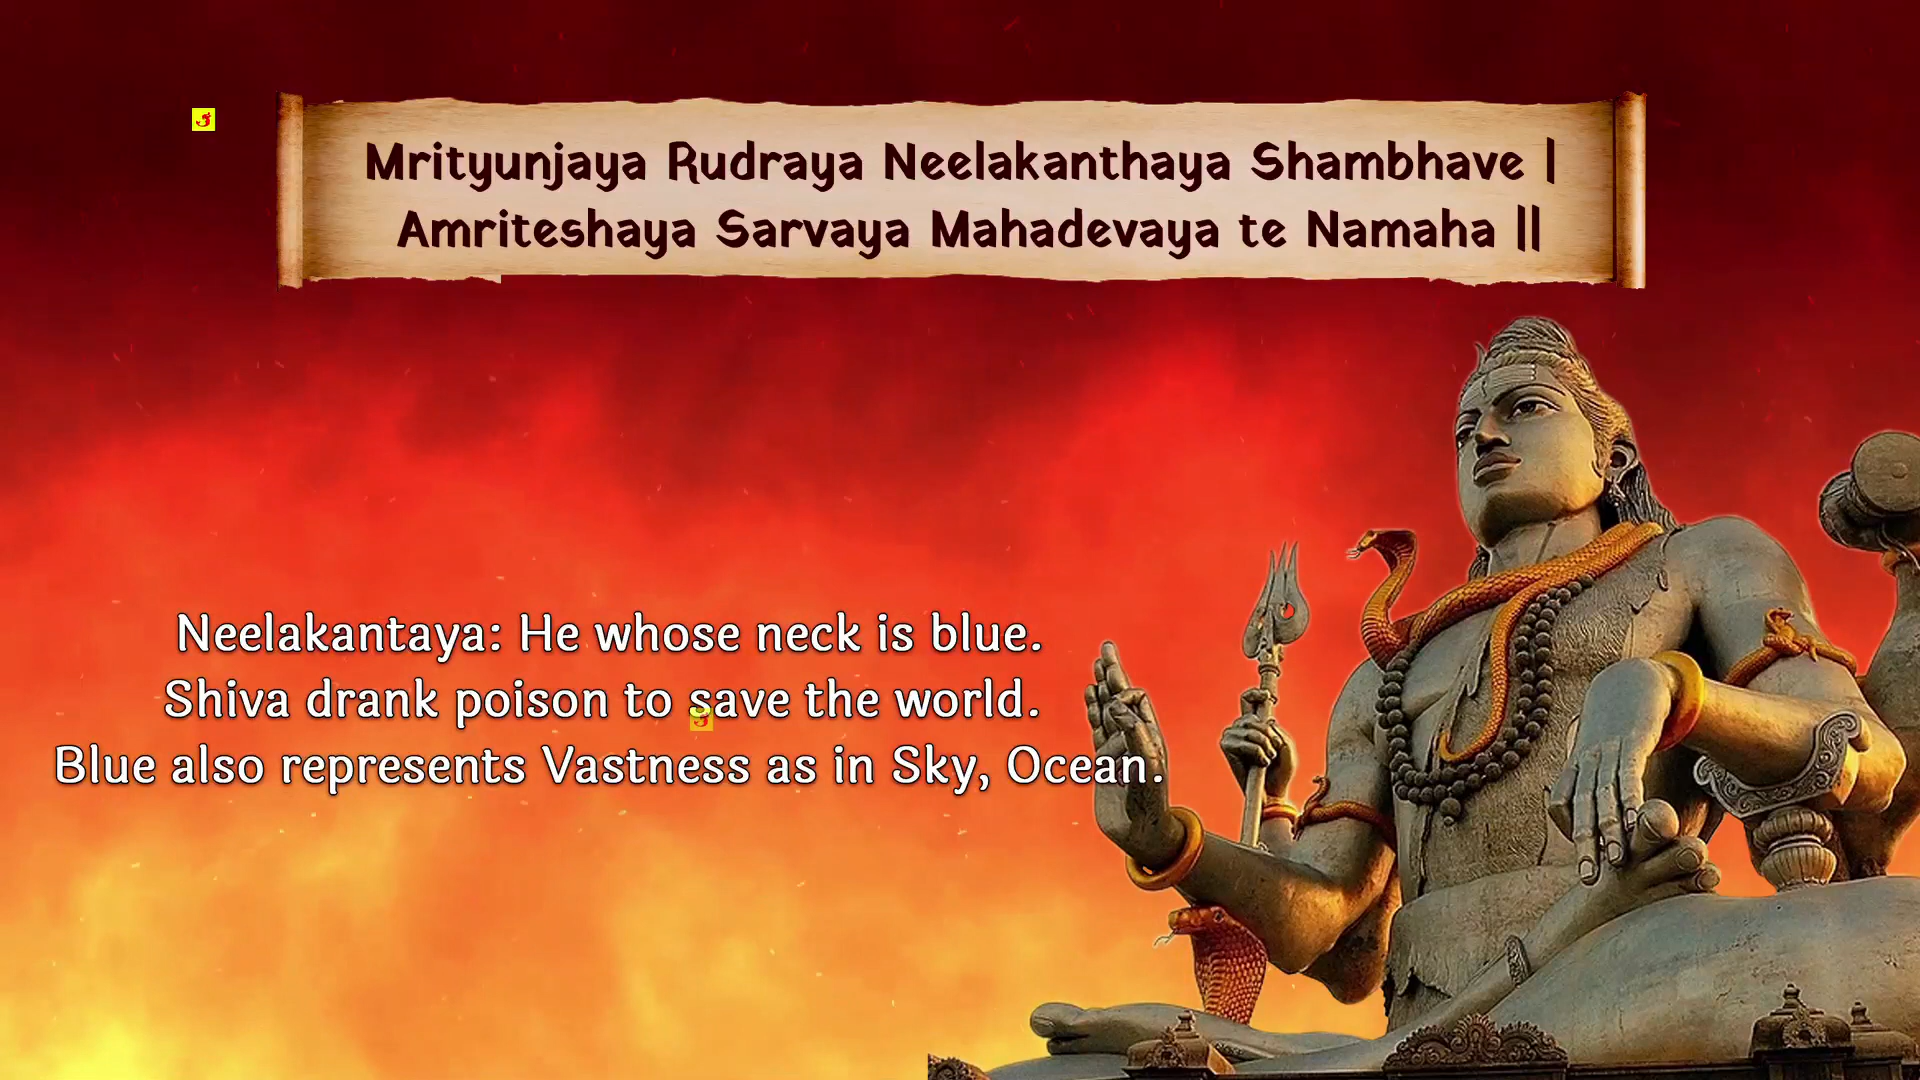 Mrityunjaya Rudraya Neelakanthaya Shambhave |
Amriteshaya Sarvaya Mahadevaya te Namaha ||
Neelakantaya: He whose neck is blue.
Shiva drank poison to save the world.
Blue also represents Vastness as in Sky, Ocean.